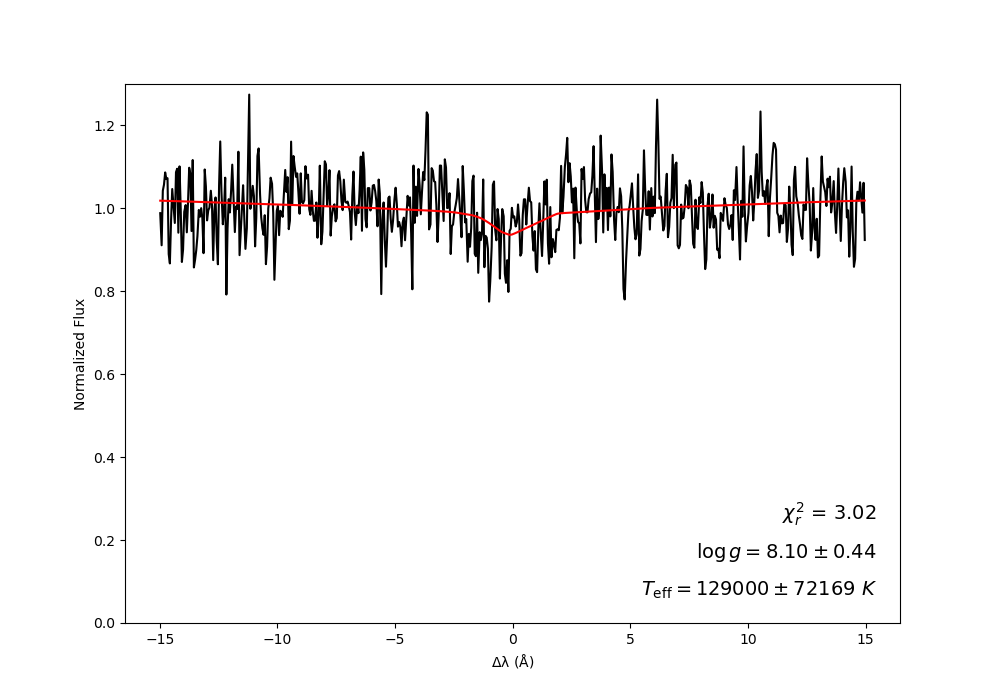 Normalized Flux
1.2
1.0
0.8
0.6
0.4
0.2
0.0
χ²ᵣ = 3.02
log g = 8.10 ± 0.44
T_eff = 129000 ± 72169 K
−15
−10
−5
0
5
10
15
Δλ (Å)